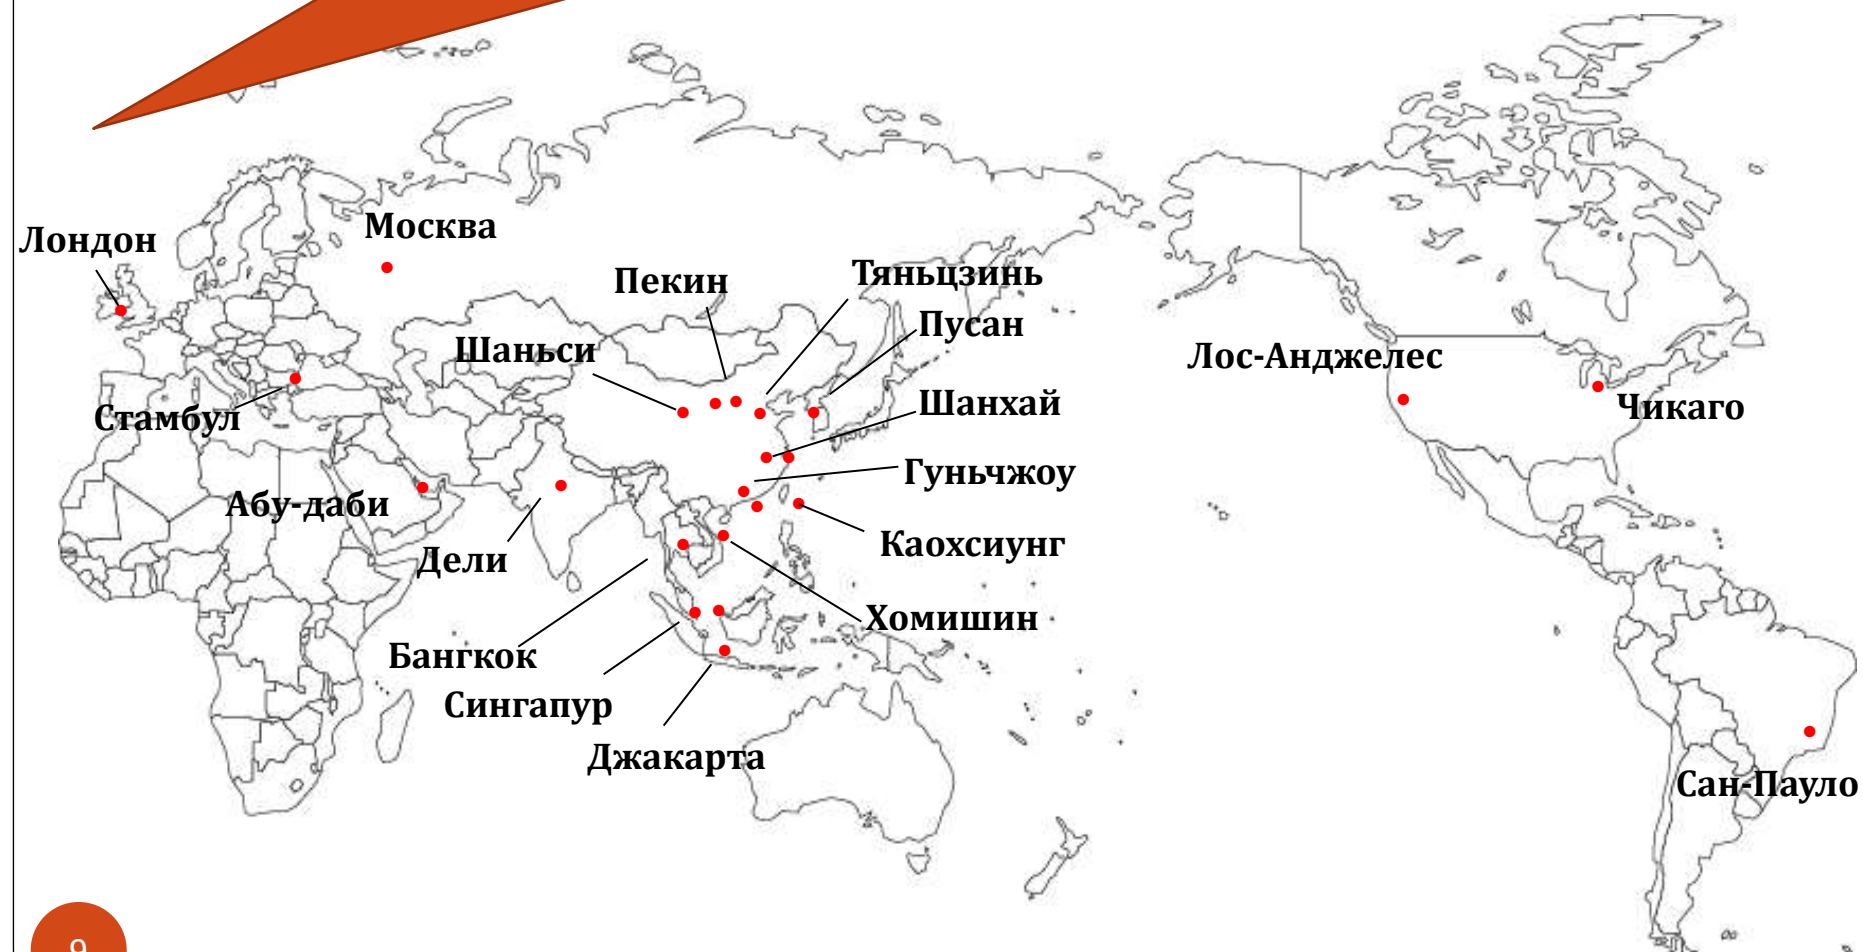 Москва
Лондон
Тяньцзинь
Пекин
Пусан
Шаньси
Лос-Анджелес
Шанхай
Чикаго
Стамбул
Гуньчжоу
Абу-даби
Каохсиунг
Дели
Хомишин
Бангкок
Сингапур
Джакарта
Сан-Пауло
9